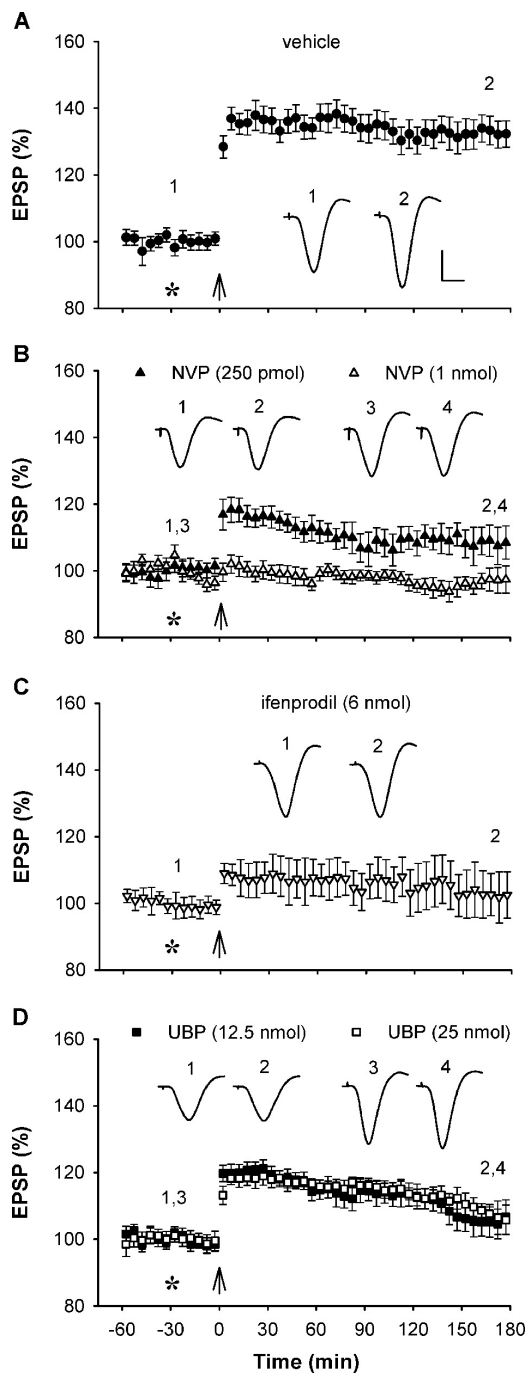 A
vehicle
160
140
120
100
80
EPSP (%)
1
2
1
2
*
B
NVP (250 pmol)
NVP (1 nmol)
160
140
120
100
80
EPSP (%)
1
2
3
4
1,3
2,4
*
C
ifenprodil (6 nmol)
160
140
120
100
80
EPSP (%)
1
2
1
2
*
D
UBP (12.5 nmol)
UBP (25 nmol)
160
140
120
100
80
EPSP (%)
1
2
3
4
1,3
2,4
*
-60 -30 0 30 60 90 120 150 180
Time (min)